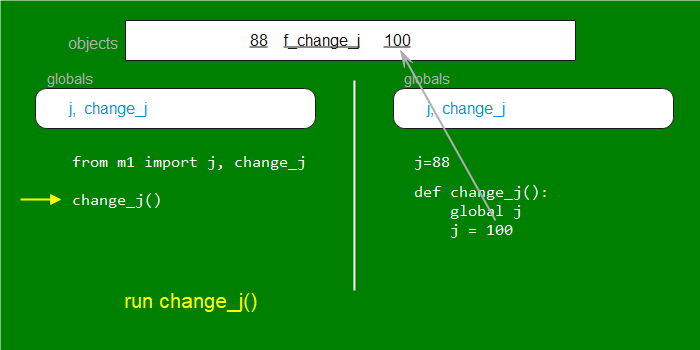 objects
88 f_change_j 100
globals
j, change_j
from m1 import j, change_j
change_j()
run change_j()
globals
j, change_j
j=88
def change_j():
global j
j = 100